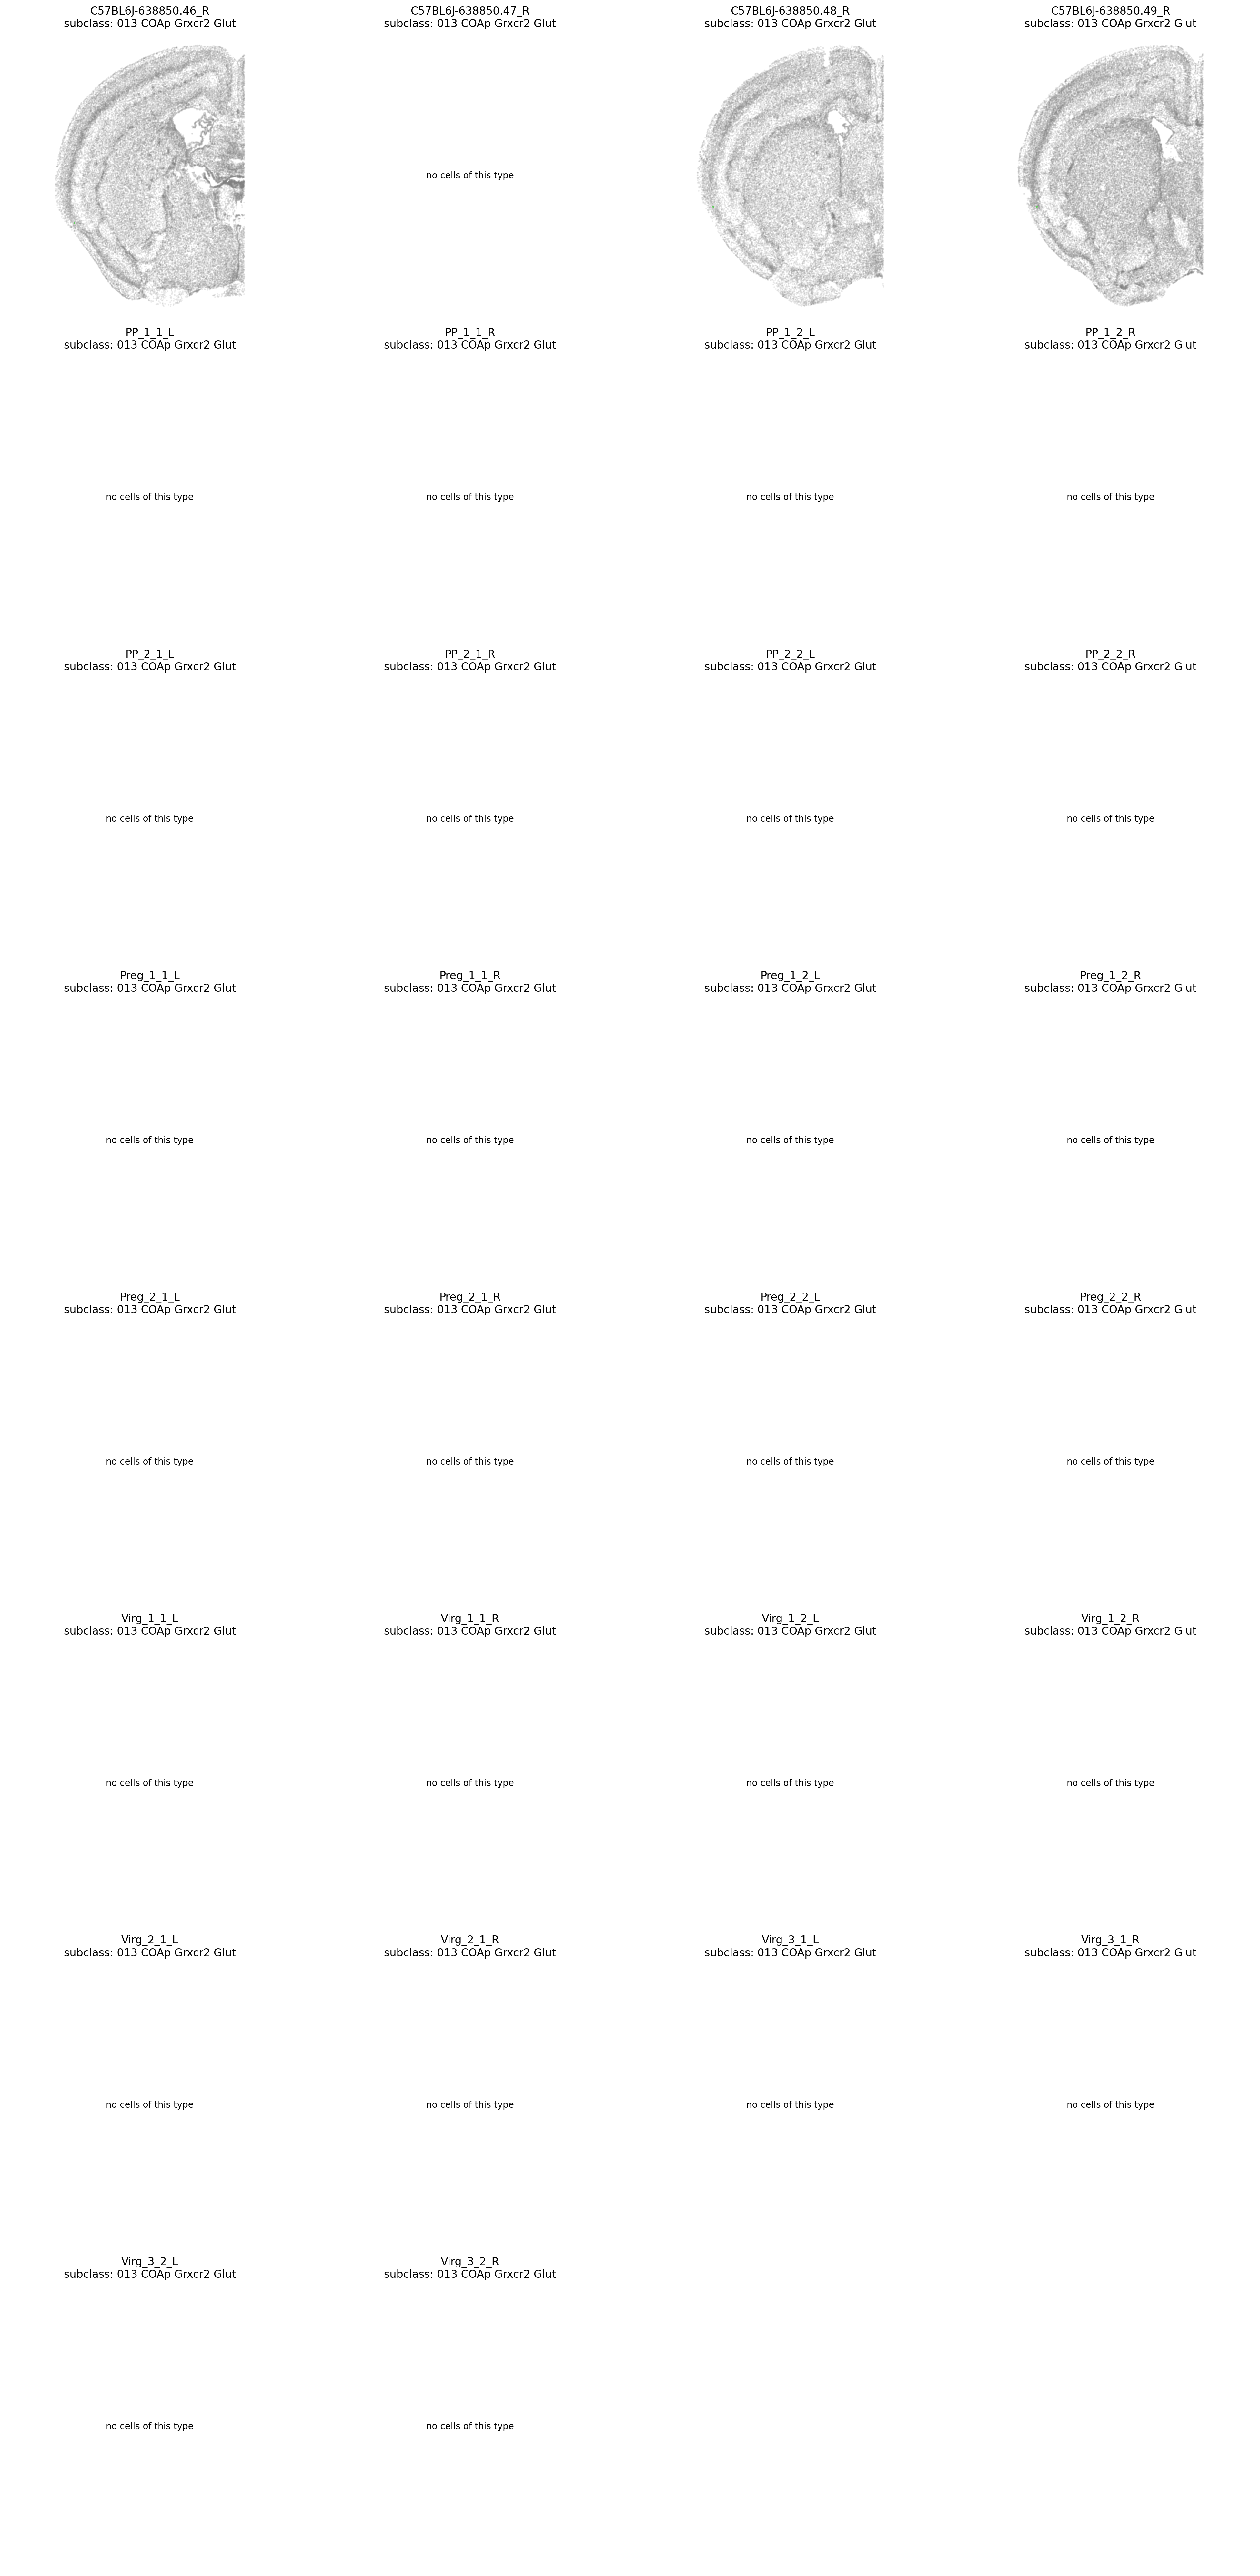 C57BL6J-638850.46_R
subclass: 013 COAp Grxcr2 Glut
C57BL6J-638850.47_R
subclass: 013 COAp Grxcr2 Glut
C57BL6J-638850.48_R
subclass: 013 COAp Grxcr2 Glut
C57BL6J-638850.49_R
subclass: 013 COAp Grxcr2 Glut
no cells of this type
PP_1_1_L
subclass: 013 COAp Grxcr2 Glut
PP_1_1_R
subclass: 013 COAp Grxcr2 Glut
PP_1_2_L
subclass: 013 COAp Grxcr2 Glut
PP_1_2_R
subclass: 013 COAp Grxcr2 Glut
no cells of this type
no cells of this type
no cells of this type
no cells of this type
PP_2_1_L
subclass: 013 COAp Grxcr2 Glut
PP_2_1_R
subclass: 013 COAp Grxcr2 Glut
PP_2_2_L
subclass: 013 COAp Grxcr2 Glut
PP_2_2_R
subclass: 013 COAp Grxcr2 Glut
no cells of this type
no cells of this type
no cells of this type
no cells of this type
Preg_1_1_L
subclass: 013 COAp Grxcr2 Glut
Preg_1_1_R
subclass: 013 COAp Grxcr2 Glut
Preg_1_2_L
subclass: 013 COAp Grxcr2 Glut
Preg_1_2_R
subclass: 013 COAp Grxcr2 Glut
no cells of this type
no cells of this type
no cells of this type
no cells of this type
Preg_2_1_L
subclass: 013 COAp Grxcr2 Glut
Preg_2_1_R
subclass: 013 COAp Grxcr2 Glut
Preg_2_2_L
subclass: 013 COAp Grxcr2 Glut
Preg_2_2_R
subclass: 013 COAp Grxcr2 Glut
no cells of this type
no cells of this type
no cells of this type
no cells of this type
Virg_1_1_L
subclass: 013 COAp Grxcr2 Glut
Virg_1_1_R
subclass: 013 COAp Grxcr2 Glut
Virg_1_2_L
subclass: 013 COAp Grxcr2 Glut
Virg_1_2_R
subclass: 013 COAp Grxcr2 Glut
no cells of this type
no cells of this type
no cells of this type
no cells of this type
Virg_2_1_L
subclass: 013 COAp Grxcr2 Glut
Virg_2_1_R
subclass: 013 COAp Grxcr2 Glut
Virg_3_1_L
subclass: 013 COAp Grxcr2 Glut
Virg_3_1_R
subclass: 013 COAp Grxcr2 Glut
no cells of this type
no cells of this type
no cells of this type
no cells of this type
Virg_3_2_L
subclass: 013 COAp Grxcr2 Glut
Virg_3_2_R
subclass: 013 COAp Grxcr2 Glut
no cells of this type
no cells of this type